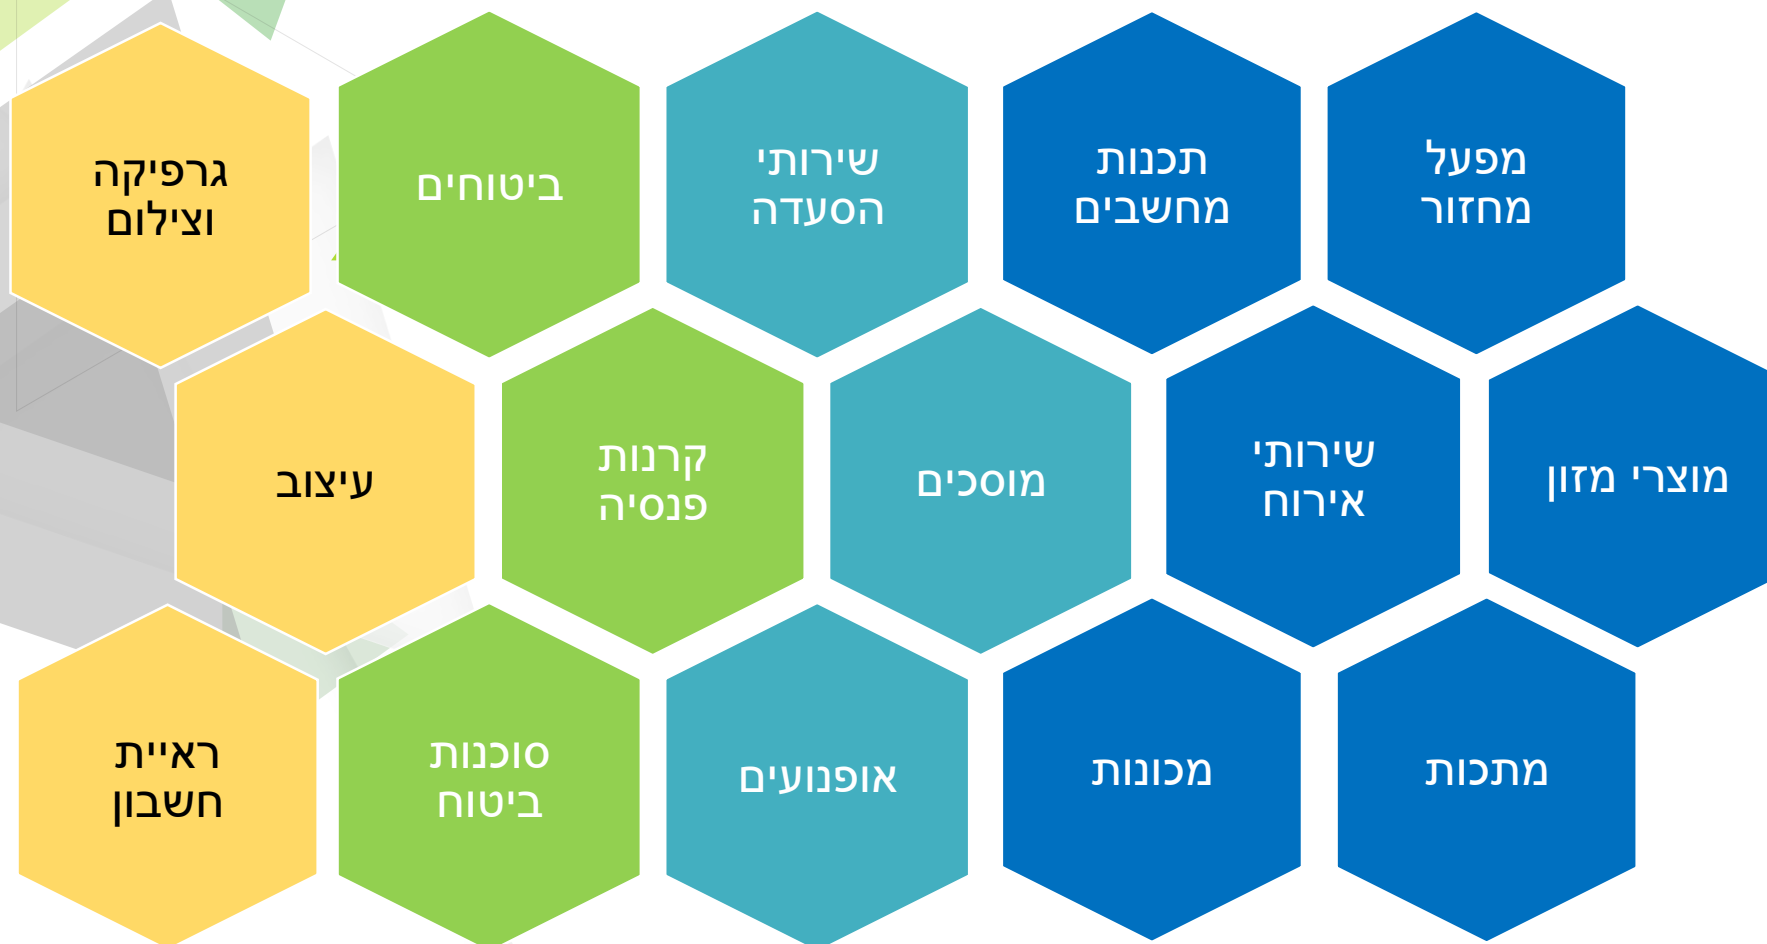 מפעל
מחזור
תכנות
מחשבים
שירותי
הסעדה
ביטוחים
גרפיקה
וצילום
מוצרי מזון
שירותי
אירוח
מוסכים
קרנות
פנסיה
עיצוב
מתכות
מכונות
אופנועים
סוכנות
ביטוח
ראיית
חשבון